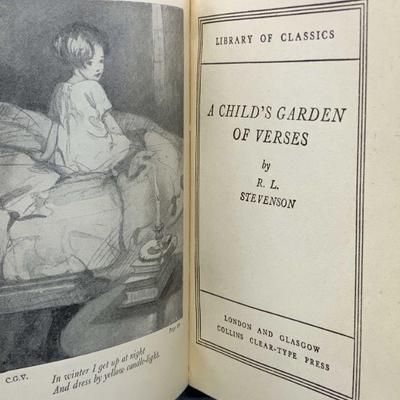 In winter I get up at night
And dress by yellow candle-light.
C.G.V.
LIBRARY OF CLASSICS
A CHILD'S GARDEN
OF VERSES
by
R. L.
STEVENSON
LONDON AND GLASGOW
COLLINS CLEAR-TYPE PRESS